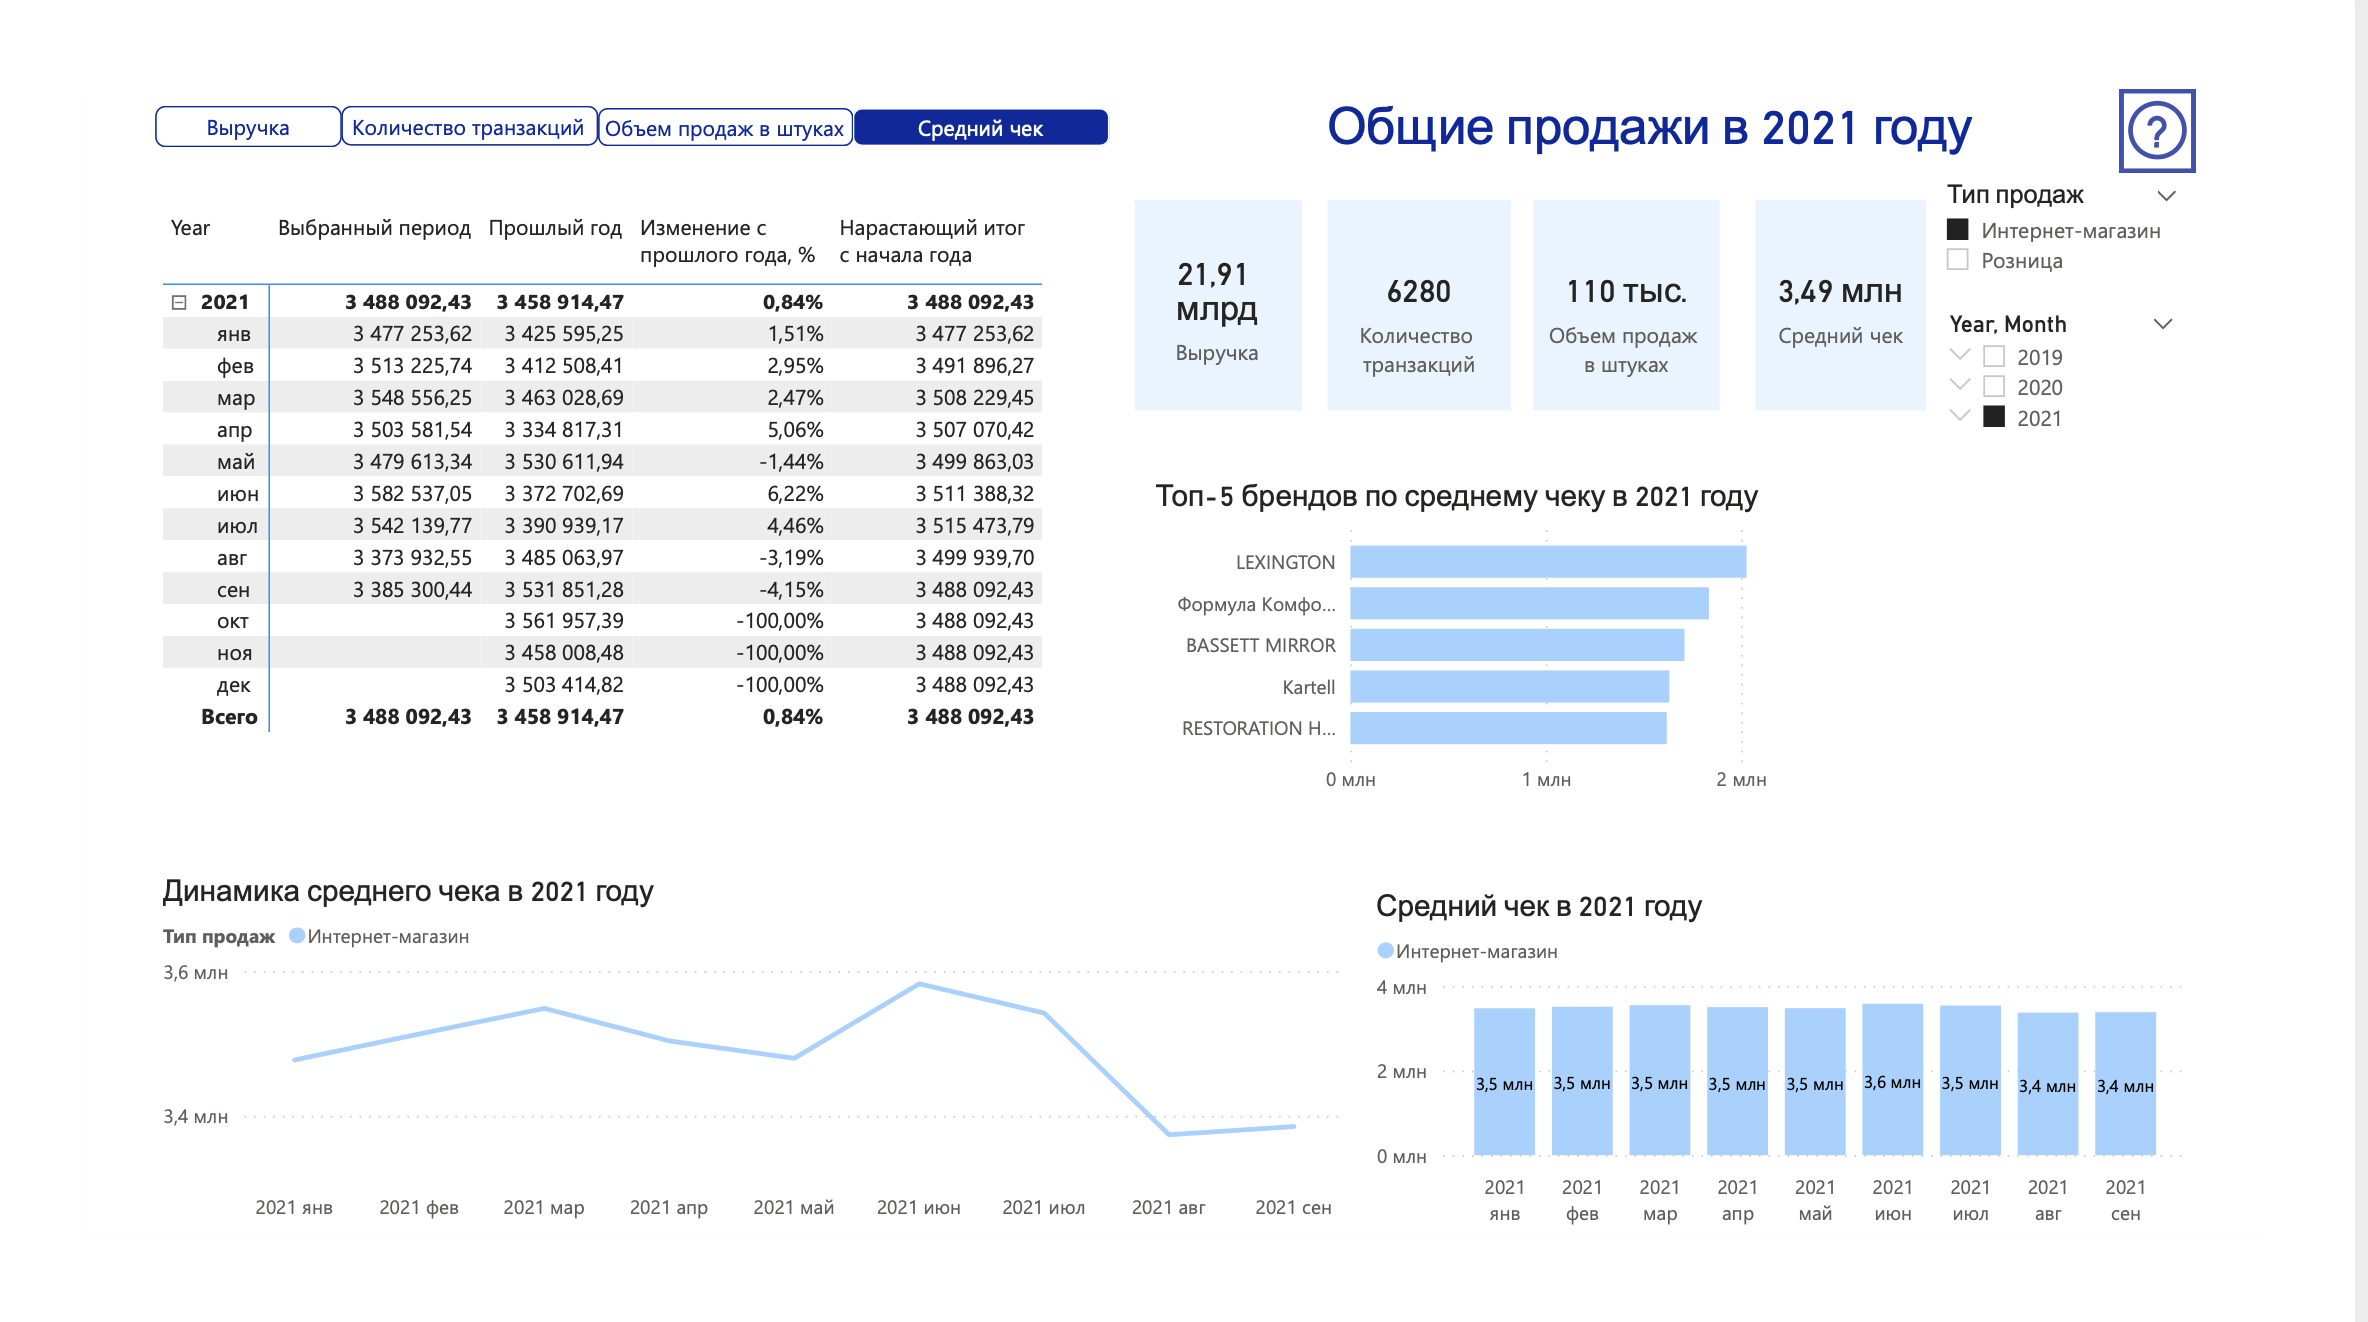 Выручка
Количество транзакций
Объем продаж в штуках
Средний чек
Общие продажи в 2021 году
?
Year Выбранный период Прошлый год Изменение с прошлого года, % Нарастающий итог с начала года
2021 3 488 092,43 3 458 914,47 0,84% 3 488 092,43
янв 3 477 253,62 3 425 595,25 1,51% 3 477 253,62
фев 3 513 225,74 3 412 508,41 2,95% 3 491 896,27
мар 3 548 556,25 3 463 028,69 2,47% 3 508 229,45
апр 3 503 581,54 3 334 817,31 5,06% 3 507 070,42
май 3 479 613,34 3 530 611,94 -1,44% 3 499 863,03
июн 3 582 537,05 3 372 702,69 6,22% 3 511 388,32
июл 3 542 139,77 3 390 939,17 4,46% 3 515 473,79
авг 3 373 932,55 3 485 063,97 -3,19% 3 499 939,70
сен 3 385 300,44 3 531 851,28 -4,15% 3 488 092,43
окт 3 561 957,39 -100,00% 3 488 092,43
ноя 3 458 008,48 -100,00% 3 488 092,43
дек 3 503 414,82 -100,00% 3 488 092,43
Всего 3 488 092,43 3 458 914,47 0,84% 3 488 092,43
21,91
млрд
Выручка
6280
Количество
транзакций
110 тыс.
Объем продаж
в штуках
3,49 млн
Средний чек
Тип продаж
Интернет-магазин
Розница
Year, Month
2019
2020
2021
Топ-5 брендов по среднему чеку в 2021 году
LEXINGTON
Формула Комфо...
BASSETT MIRROR
Kartell
RESTORATION H...
0 млн 1 млн 2 млн
Динамика среднего чека в 2021 году
Тип продаж Интернет-магазин
3,6 млн
3,4 млн
2021 янв 2021 фев 2021 мар 2021 апр 2021 май 2021 июн 2021 июл 2021 авг 2021 сен
Средний чек в 2021 году
Интернет-магазин
4 млн
2 млн
0 млн
3,5 млн 3,5 млн 3,5 млн 3,5 млн 3,5 млн 3,6 млн 3,5 млн 3,4 млн 3,4 млн
2021 2021 2021 2021 2021 2021 2021 2021 2021
янв фев мар апр май июн июл авг сен